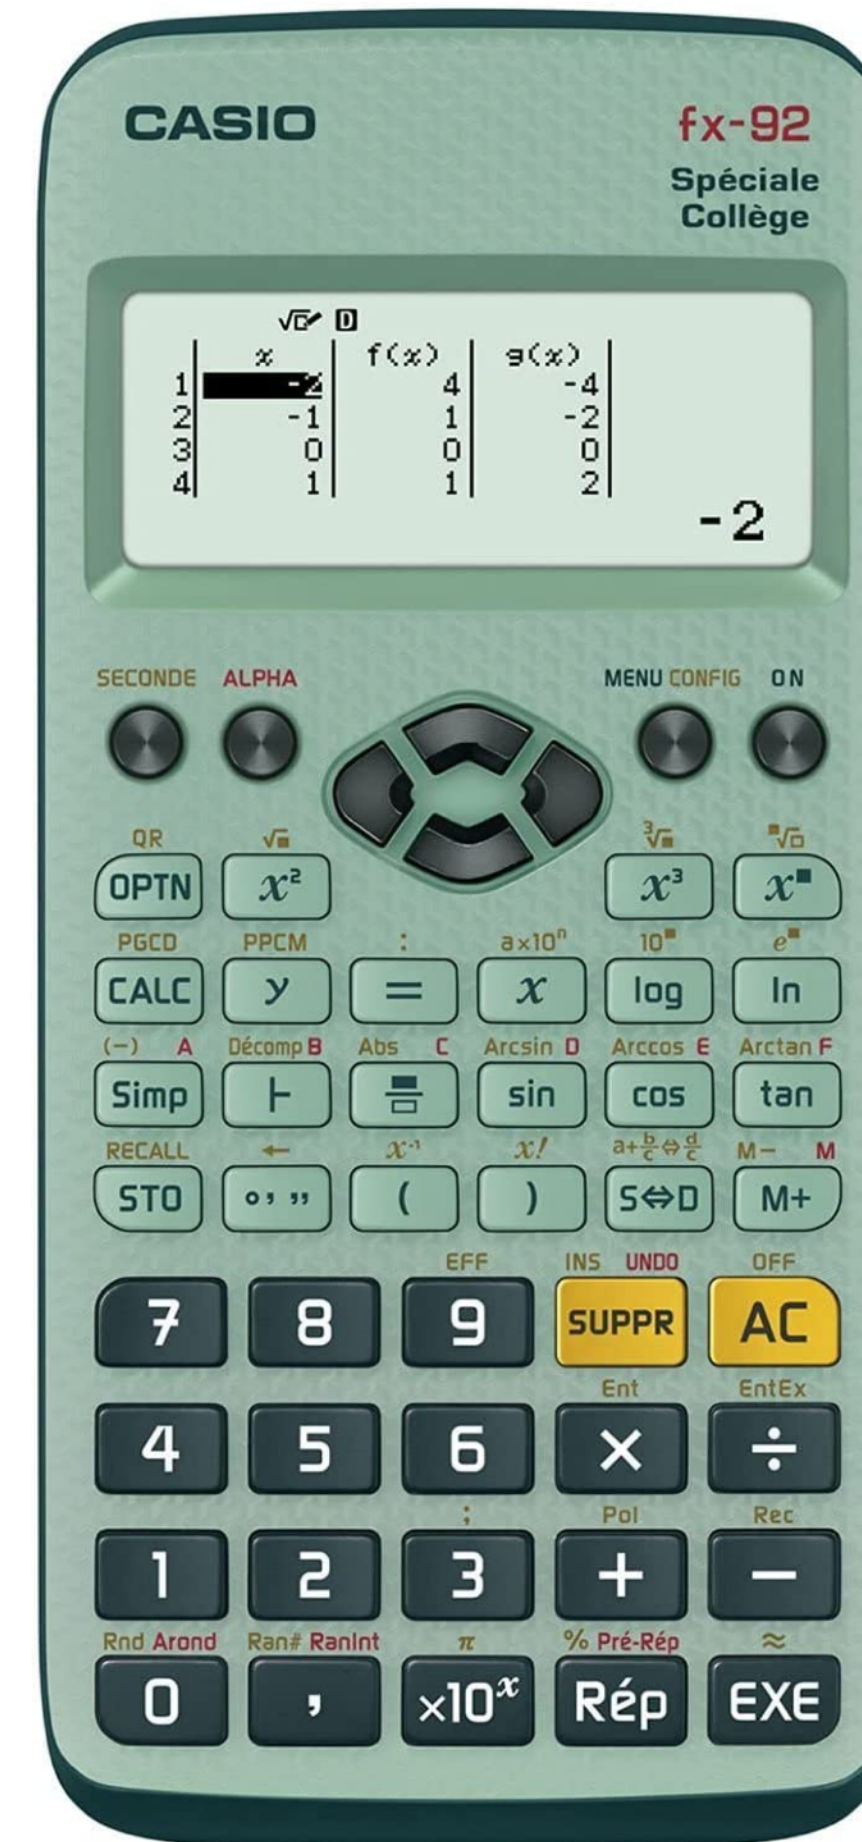 CASIO fx-92
Spéciale
Collège
√▫ D
x f(x) g(x)
1 -2 4 -4
2 -1 1 -2
3 0 0 0
4 1 1 2
-2
SECONDE ALPHA MENU CONFIG ON
QR √■ ³√■ ■√□
OPTN x² x³ x■
PGCD PPCM : a×10ⁿ 10■ e■
CALC y = x log ln
(−) A Décomp B Abs C Arcsin D Arccos E Arctan F
Simp ⊢ ■/□ sin cos tan
RECALL ← x⁻¹ x! a+b/c⇔d/c M− M
STO °’ ” ( ) S⇔D M+
EFF INS UNDO OFF
7 8 9 SUPPR AC
Ent EntEx
4 5 6 × ÷
; Pol Rec
1 2 3 + −
Rnd Arond Ran# RanInt π % Pré-Rép ≈
0 , ×10ˣ Rép EXE